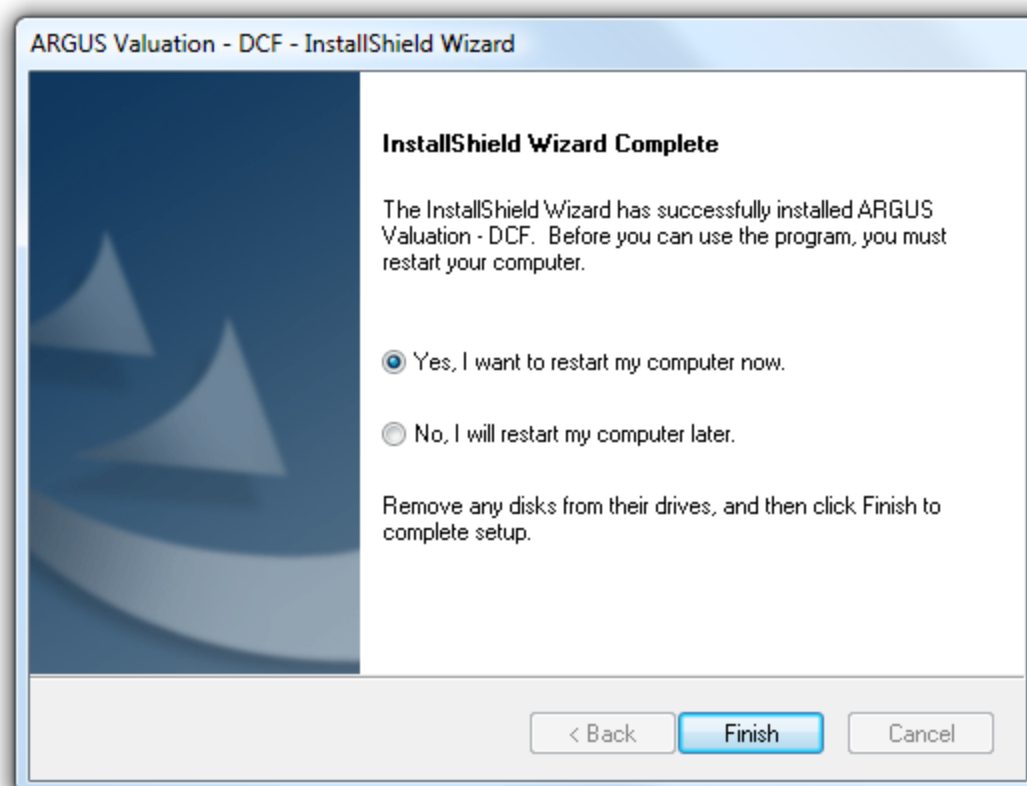 ARGUS Valuation - DCF - InstallShield Wizard
InstallShield Wizard Complete
The InstallShield Wizard has successfully installed ARGUS
Valuation - DCF. Before you can use the program, you must
restart your computer.
Yes, I want to restart my computer now.
No, I will restart my computer later.
Remove any disks from their drives, and then click Finish to
complete setup.
< Back Finish Cancel